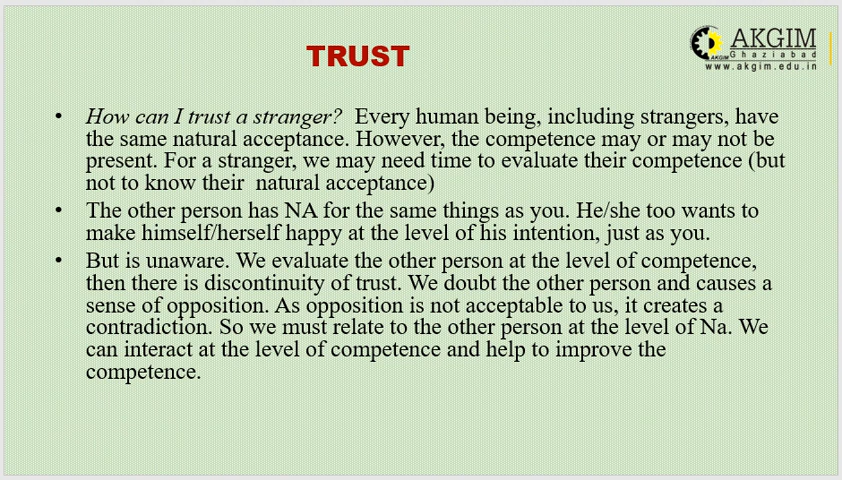 TRUST
AKGIM
Ghaziabad
AKGIM
www.akgim.edu.in
• How can I trust a stranger?  Every human being, including strangers, have
the same natural acceptance. However, the competence may or may not be
present. For a stranger, we may need time to evaluate their competence (but
not to know their  natural acceptance)
• The other person has NA for the same things as you. He/she too wants to
make himself/herself happy at the level of his intention, just as you.
• But is unaware. We evaluate the other person at the level of competence,
then there is discontinuity of trust. We doubt the other person and causes a
sense of opposition. As opposition is not acceptable to us, it creates a
contradiction. So we must relate to the other person at the level of Na. We
can interact at the level of competence and help to improve the
competence.